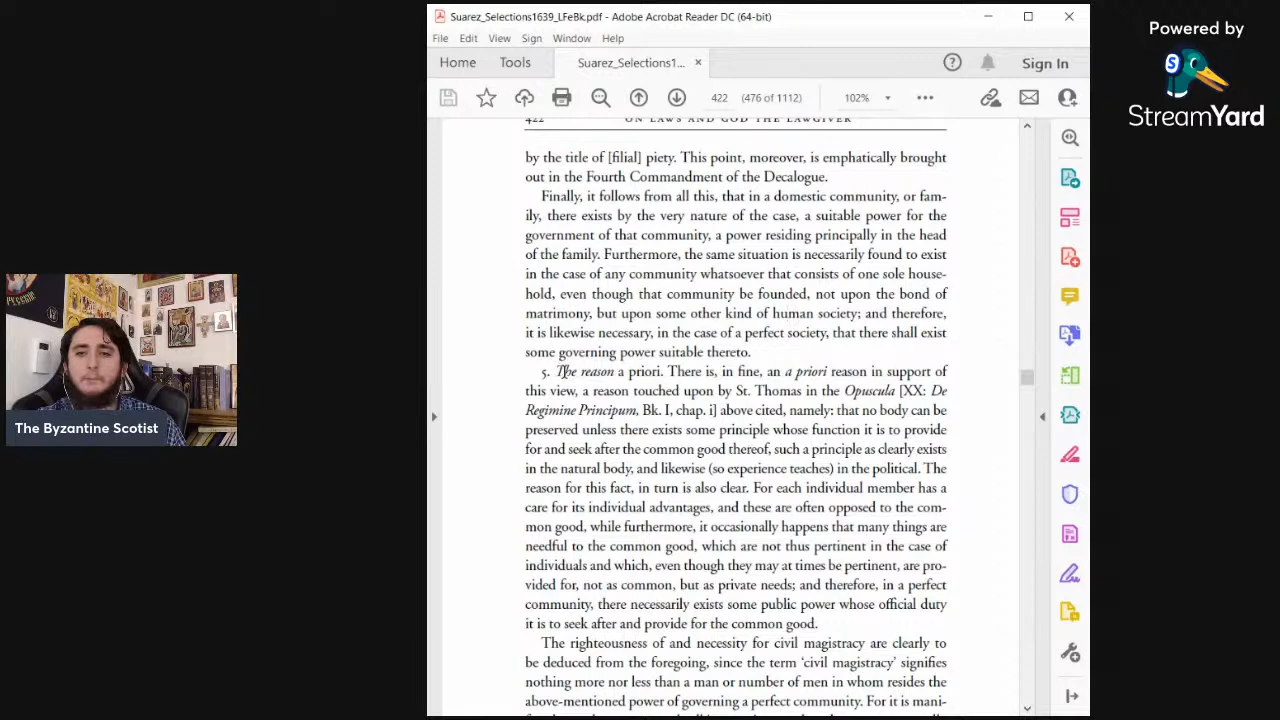 Suarez_Selections1639_LFeBk.pdf - Adobe Acrobat Reader DC (64-bit)
File Edit View Sign Window Help
Home Tools Suarez_Selections1... × Sign In
422 (476 of 1112) 102%
422 ON LAWS AND GOD THE LAWGIVER
by the title of [filial] piety. This point, moreover, is emphatically brought
out in the Fourth Commandment of the Decalogue.
Finally, it follows from all this, that in a domestic community, or fam-
ily, there exists by the very nature of the case, a suitable power for the
government of that community, a power residing principally in the head
of the family. Furthermore, the same situation is necessarily found to exist
in the case of any community whatsoever that consists of one sole house-
hold, even though that community be founded, not upon the bond of
matrimony, but upon some other kind of human society; and therefore,
it is likewise necessary, in the case of a perfect society, that there shall exist
some governing power suitable thereto.
5. The reason a priori. There is, in fine, an a priori reason in support of
this view, a reason touched upon by St. Thomas in the Opuscula [XX: De
Regimine Principum, Bk. I, chap. i] above cited, namely: that no body can be
preserved unless there exists some principle whose function it is to provide
for and seek after the common good thereof, such a principle as clearly exists
in the natural body, and likewise (so experience teaches) in the political. The
reason for this fact, in turn is also clear. For each individual member has a
care for its individual advantages, and these are often opposed to the com-
mon good, while furthermore, it occasionally happens that many things are
needful to the common good, which are not thus pertinent in the case of
individuals and which, even though they may at times be pertinent, are pro-
vided for, not as common, but as private needs; and therefore, in a perfect
community, there necessarily exists some public power whose official duty
it is to seek after and provide for the common good.
The righteousness of and necessity for civil magistracy are clearly to
be deduced from the foregoing, since the term ‘civil magistracy’ signifies
nothing more nor less than a man or number of men in whom resides the
above-mentioned power of governing a perfect community. For it is mani-
The Byzantine Scotist
Powered by
StreamYard